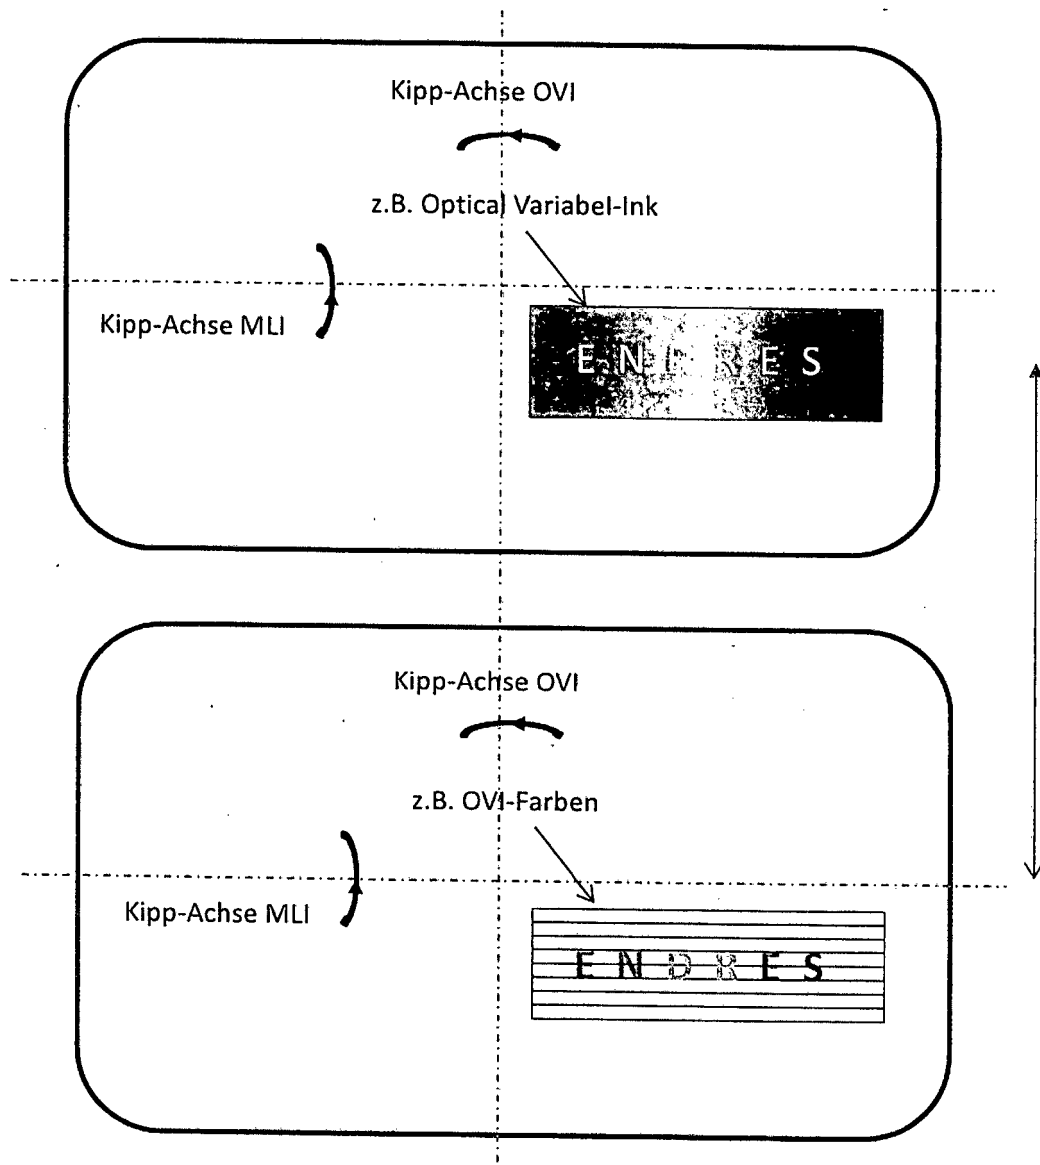 Kipp-Achse OVI
z.B. Optical Variabel-Ink
Kipp-Achse MLI
E N D R E S
Kipp-Achse OVI
z.B. OVI-Farben
Kipp-Achse MLI
E N D R E S